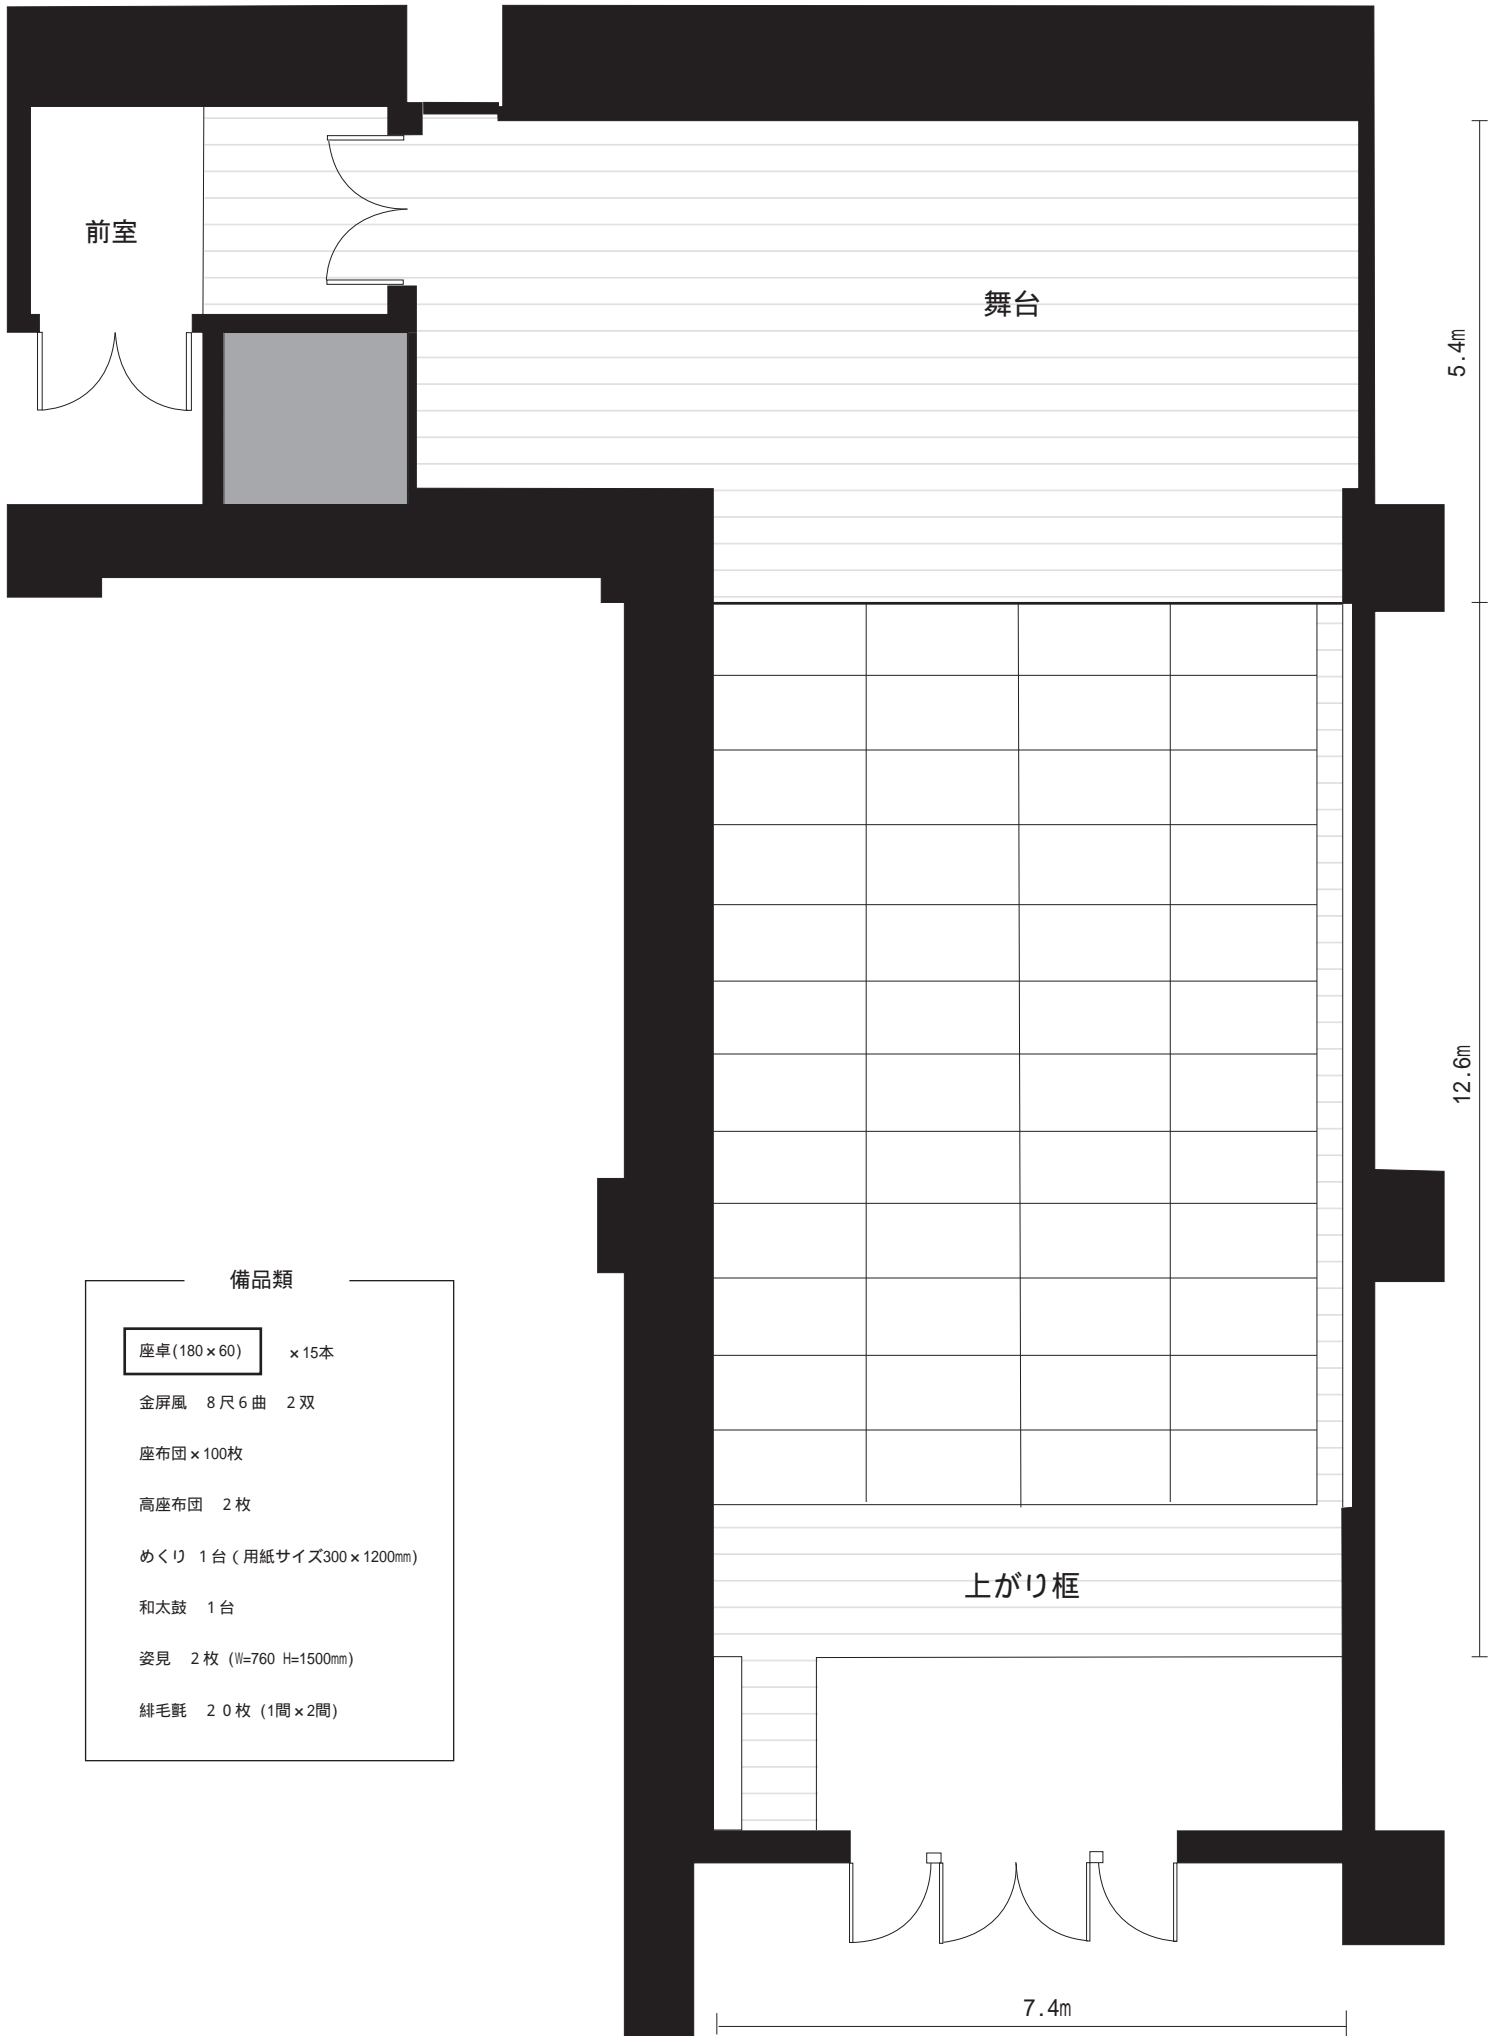 前室
舞台
5.4m
12.6m
備品類
座卓(180×60) ×15本
金屏風 8尺6曲 2双
座布団×100枚
高座布団 2枚
めくり 1台(用紙サイズ300×1200㎜)
和太鼓 1台
姿見 2枚 (W=760 H=1500㎜)
緋毛氈 20枚 (1間×2間)
上がり框
7.4m